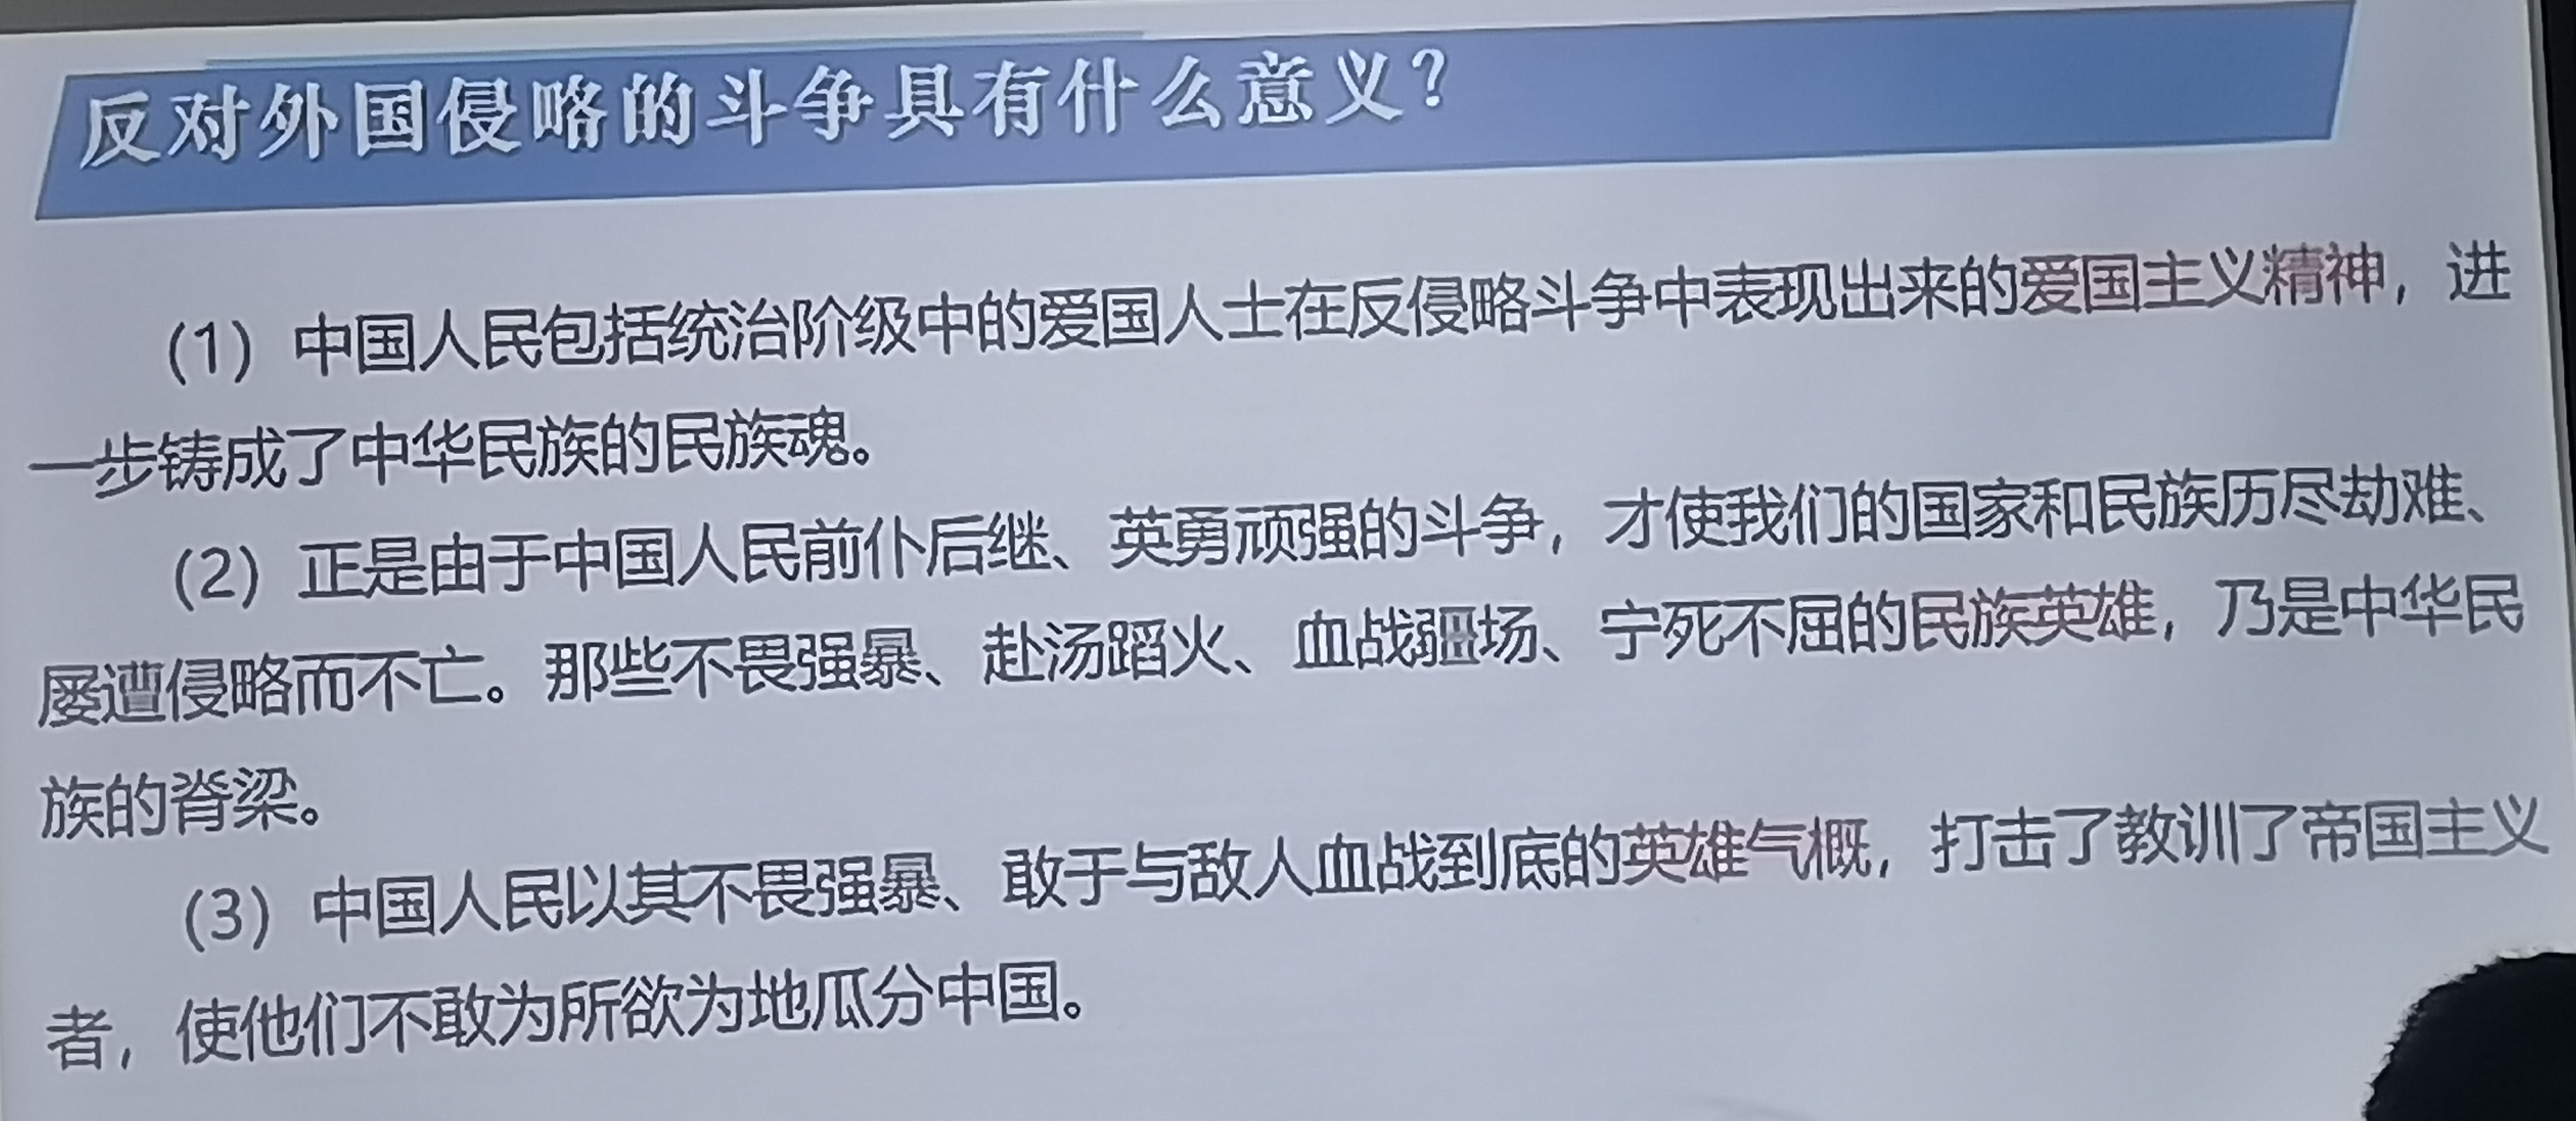 反对外国侵略的斗争具有什么意义？
（1）中国人民包括统治阶级中的爱国人士在反侵略斗争中表现出来的爱国主义精神，进
一步铸成了中华民族的民族魂。
（2）正是由于中国人民前仆后继、英勇顽强的斗争，才使我们的国家和民族历尽劫难、
屡遭侵略而不亡。那些不畏强暴、赴汤蹈火、血战疆场、宁死不屈的民族英雄，乃是中华民
族的脊梁。
（3）中国人民以其不畏强暴、敢于与敌人血战到底的英雄气概，打击了教训了帝国主义
者，使他们不敢为所欲为地瓜分中国。